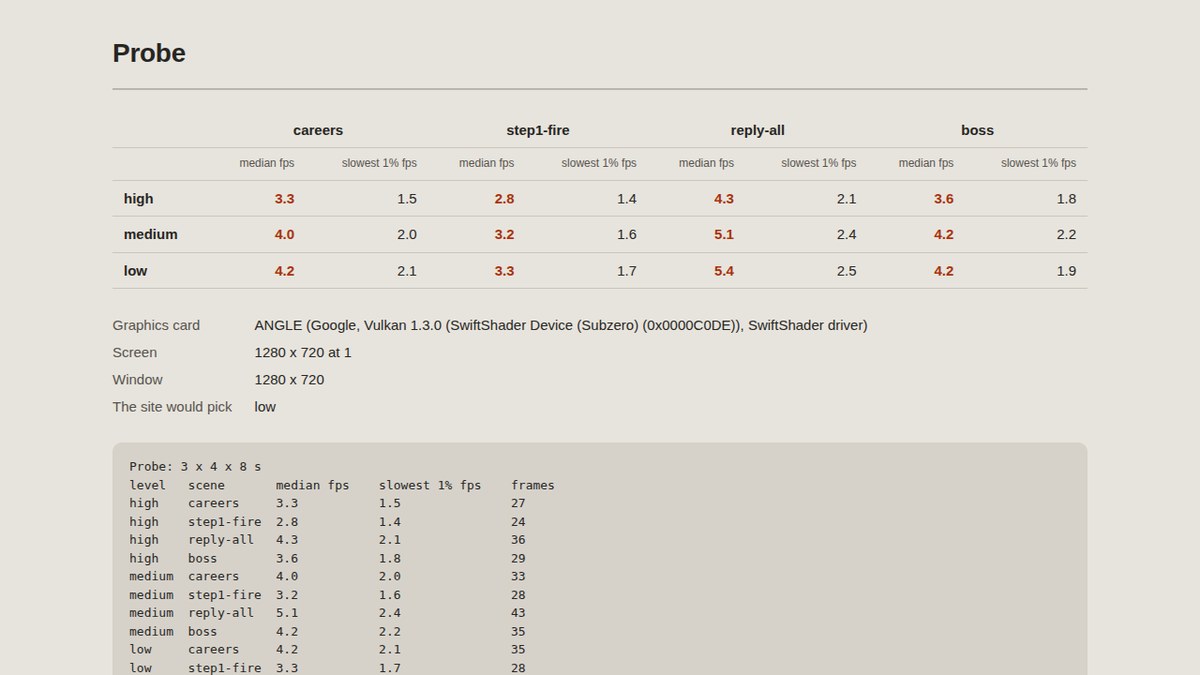 Probe
careers step1-fire reply-all boss
median fps slowest 1% fps median fps slowest 1% fps median fps slowest 1% fps median fps slowest 1% fps
high 3.3 1.5 2.8 1.4 4.3 2.1 3.6 1.8
medium 4.0 2.0 3.2 1.6 5.1 2.4 4.2 2.2
low 4.2 2.1 3.3 1.7 5.4 2.5 4.2 1.9
Graphics card ANGLE (Google, Vulkan 1.3.0 (SwiftShader Device (Subzero) (0x0000C0DE)), SwiftShader driver)
Screen 1280 x 720 at 1
Window 1280 x 720
The site would pick low
Probe: 3 x 4 x 8 s
level scene median fps slowest 1% fps frames
high careers 3.3 1.5 27
high step1-fire 2.8 1.4 24
high reply-all 4.3 2.1 36
high boss 3.6 1.8 29
medium careers 4.0 2.0 33
medium step1-fire 3.2 1.6 28
medium reply-all 5.1 2.4 43
medium boss 4.2 2.2 35
low careers 4.2 2.1 35
low step1-fire 3.3 1.7 28